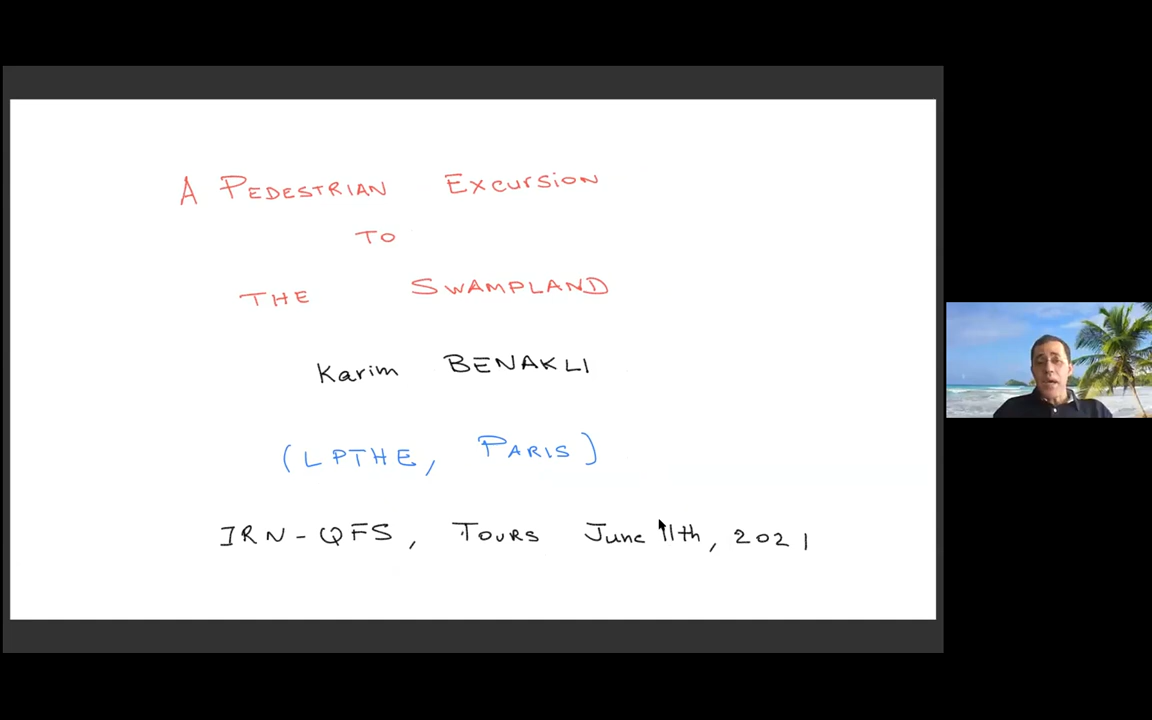 A PEDESTRIAN EXCURSION
TO
THE SWAMPLAND
Karim BENAKLI
(LPTHE, PARIS)
IRN-QFS, TOURS June 11th, 2021